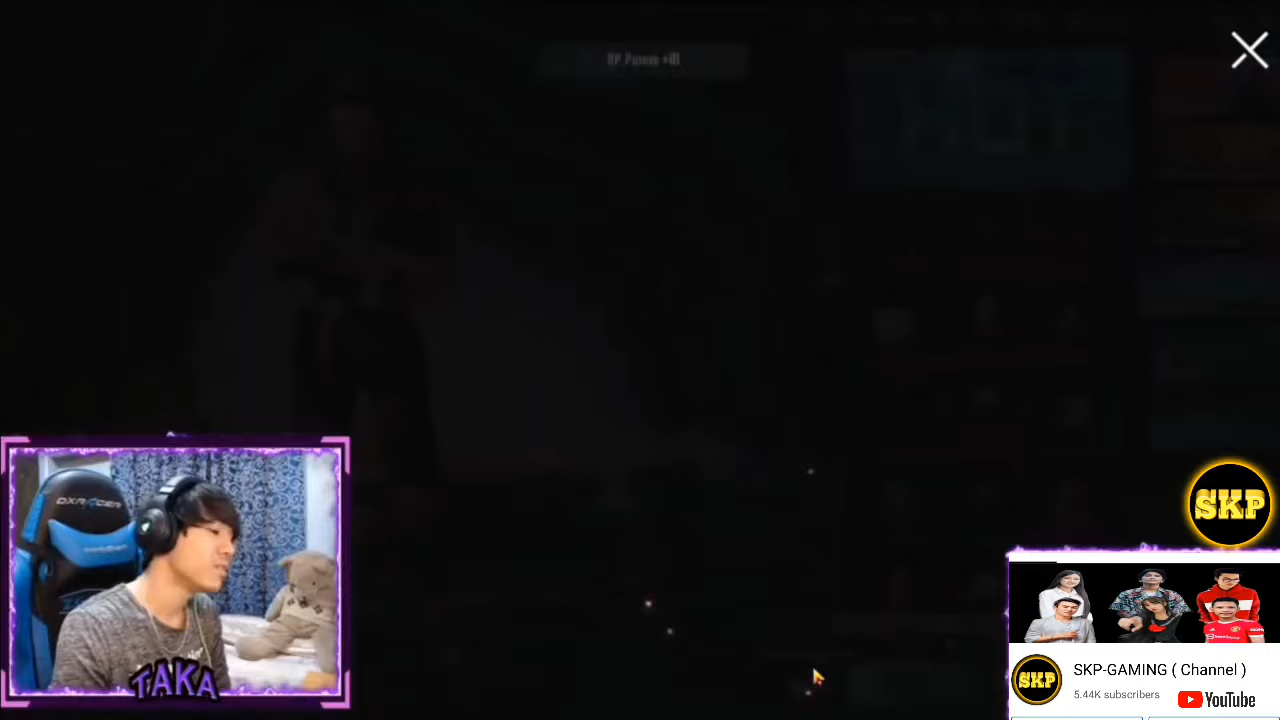 DXRACER
TAKA
SKP
SKP
SKP-GAMING ( Channel )
5.44K subscribers
YouTube